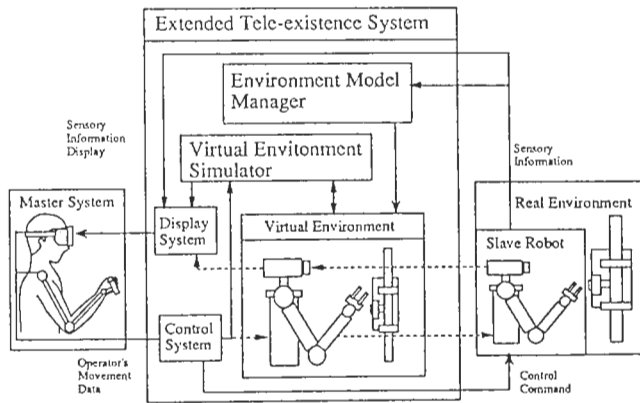 Extended Tele-existence System
Environment Model
Manager
Sensory
Information
Display
Virtual Envitonment
Simulator
Sensory
Information
Master System
Real Environment
Display
System
Virtual Environment
Slave Robot
Control
System
Operator's
Movement
Data
Control
Command